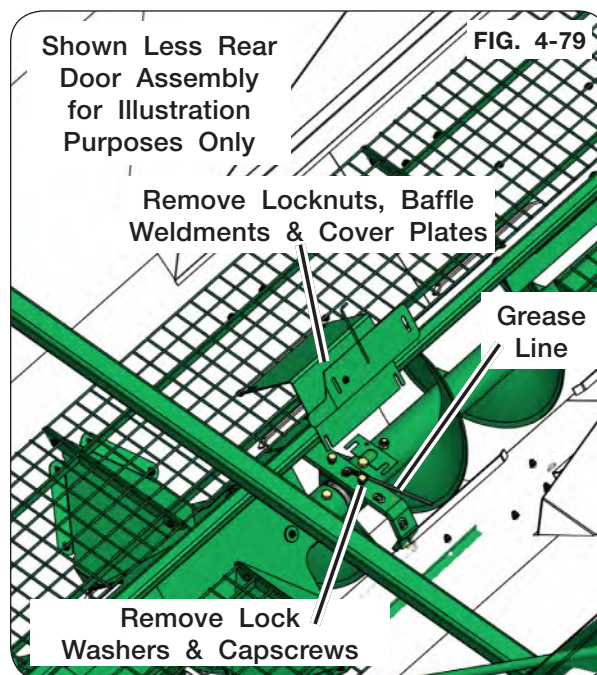 Shown Less Rear
Door Assembly
for Illustration
Purposes Only
FIG. 4-79
Remove Locknuts, Baffle
Weldments & Cover Plates
Grease
Line
Remove Lock
Washers & Capscrews